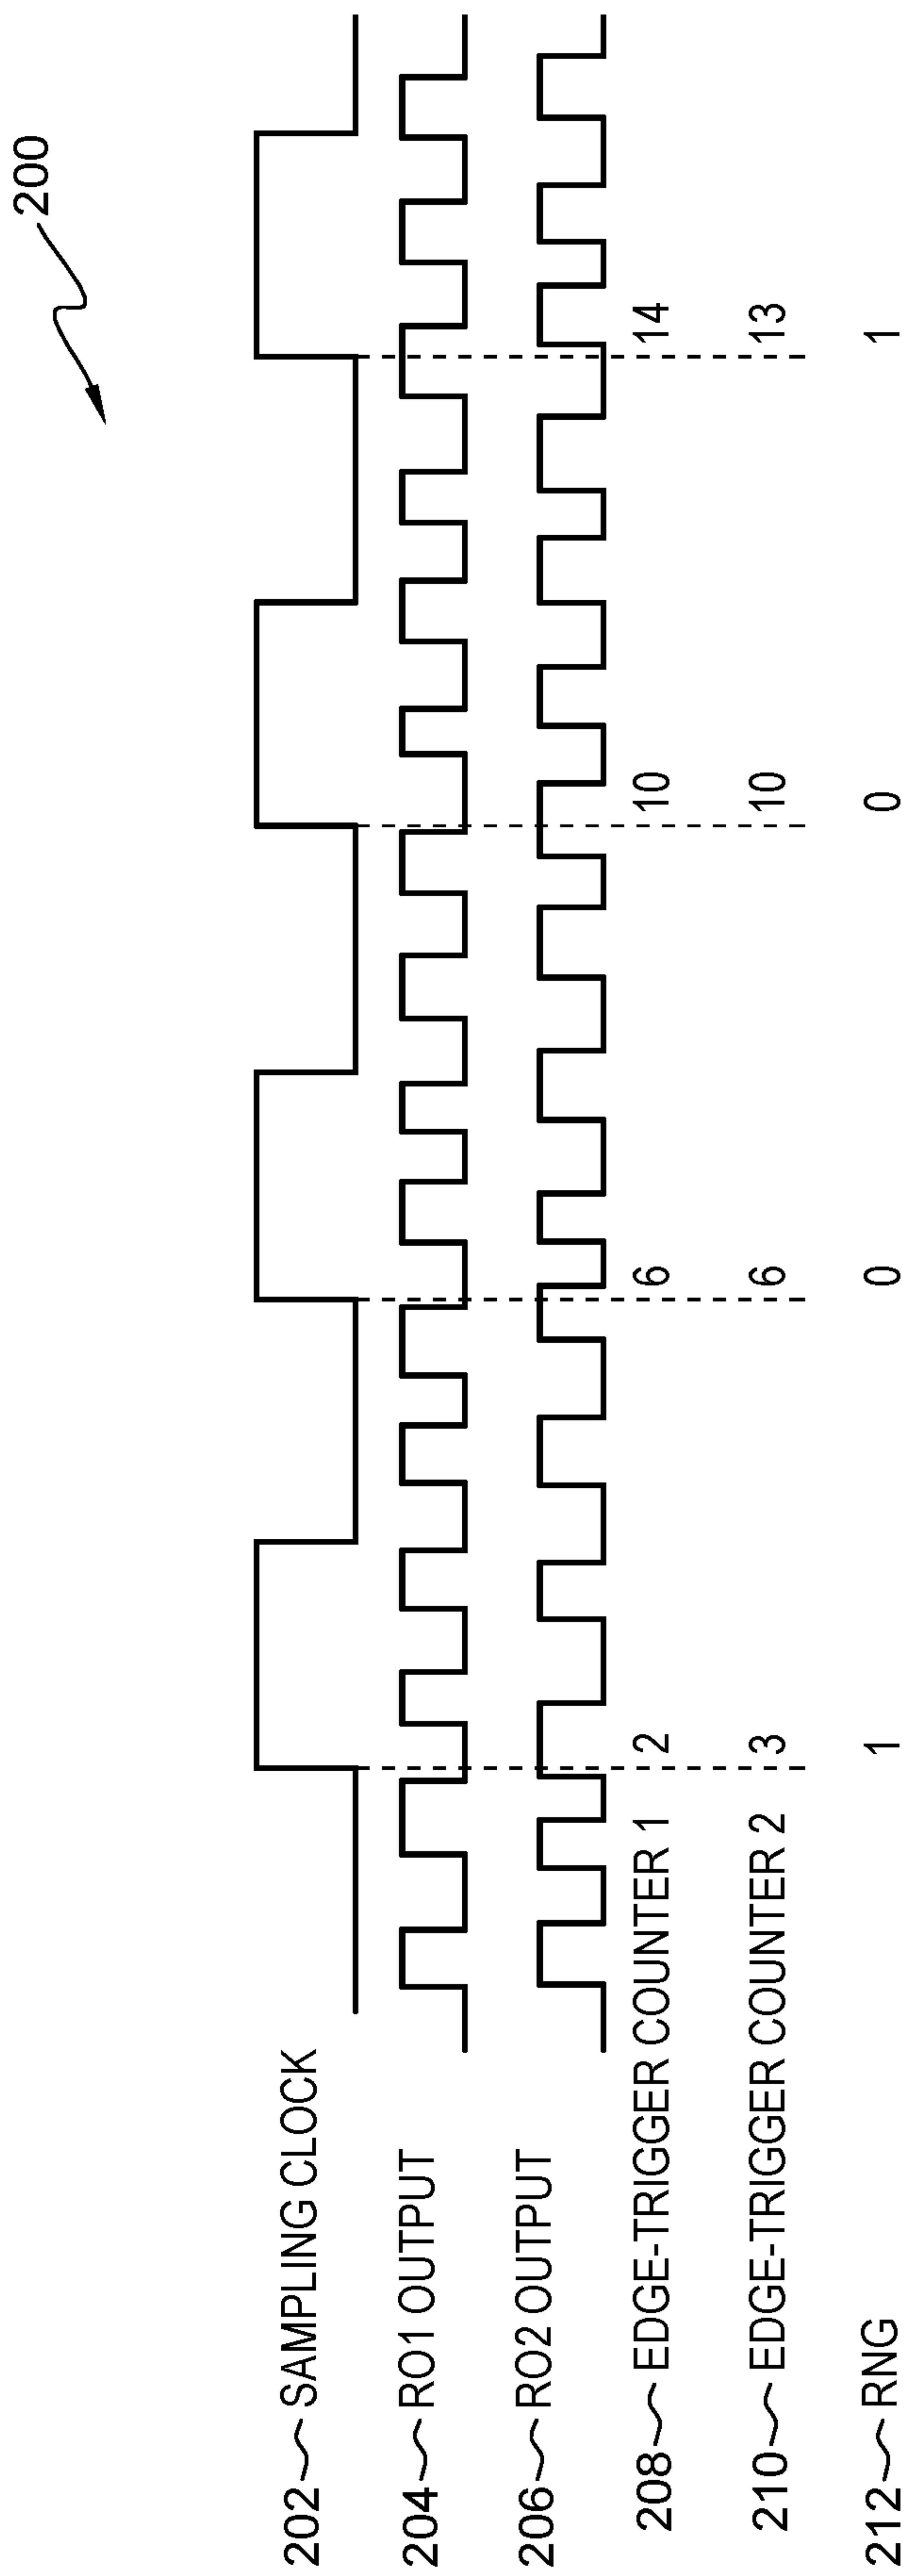 200
202 SAMPLING CLOCK
204 RO1 OUTPUT
206 RO2 OUTPUT
208 EDGE-TRIGGER COUNTER 1 2 6 10 14
210 EDGE-TRIGGER COUNTER 2 3 6 10 13
212 RNG 1 0 0 1